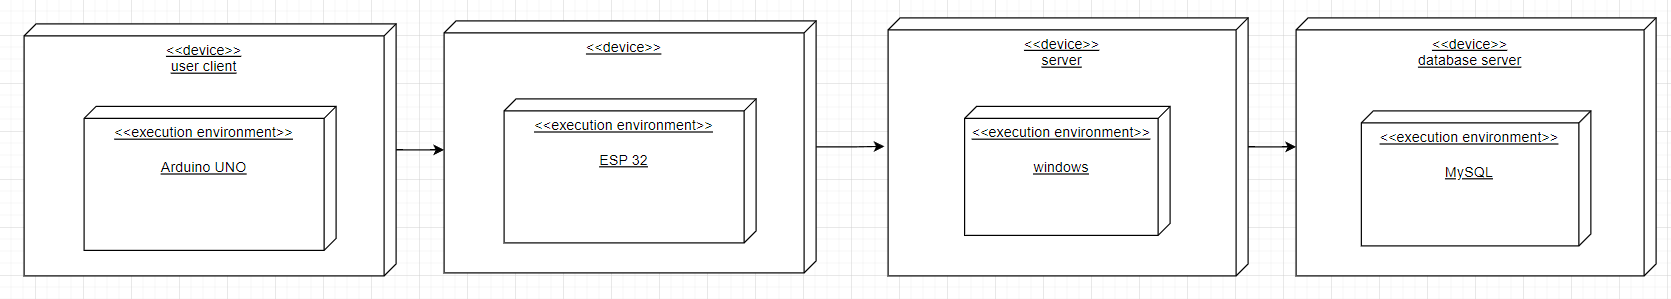 <<device>>
user client
<<execution environment>>
Arduino UNO
<<device>>
<<execution environment>>
ESP 32
<<device>>
server
<<execution environment>>
windows
<<device>>
database server
<<execution environment>>
MySQL